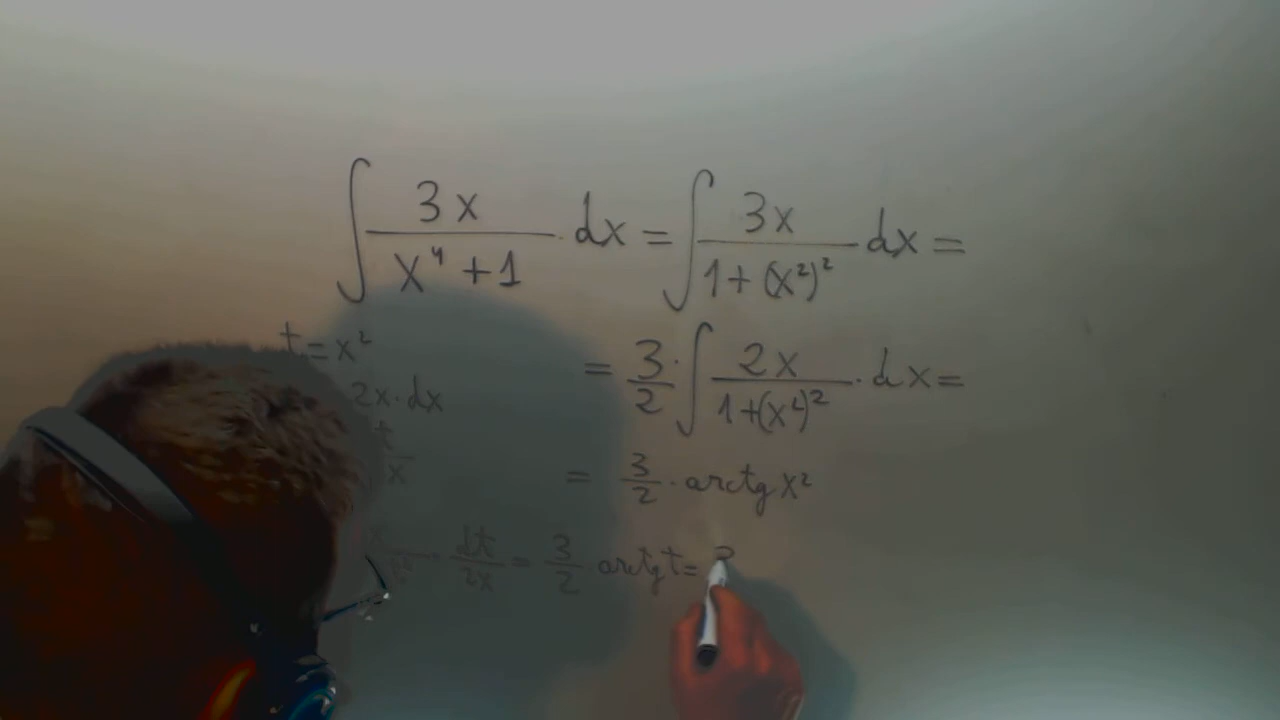 ∫ 3x / (x⁴ + 1) · dx = ∫ 3x / (1 + (x²)²) dx =
t = x²
= 3/2 · ∫ 2x / (1 + (x²)²) · dx =
2x · dx
= 3/2 · arctg x²
dt / 2x = 3/2 arctg t = 3